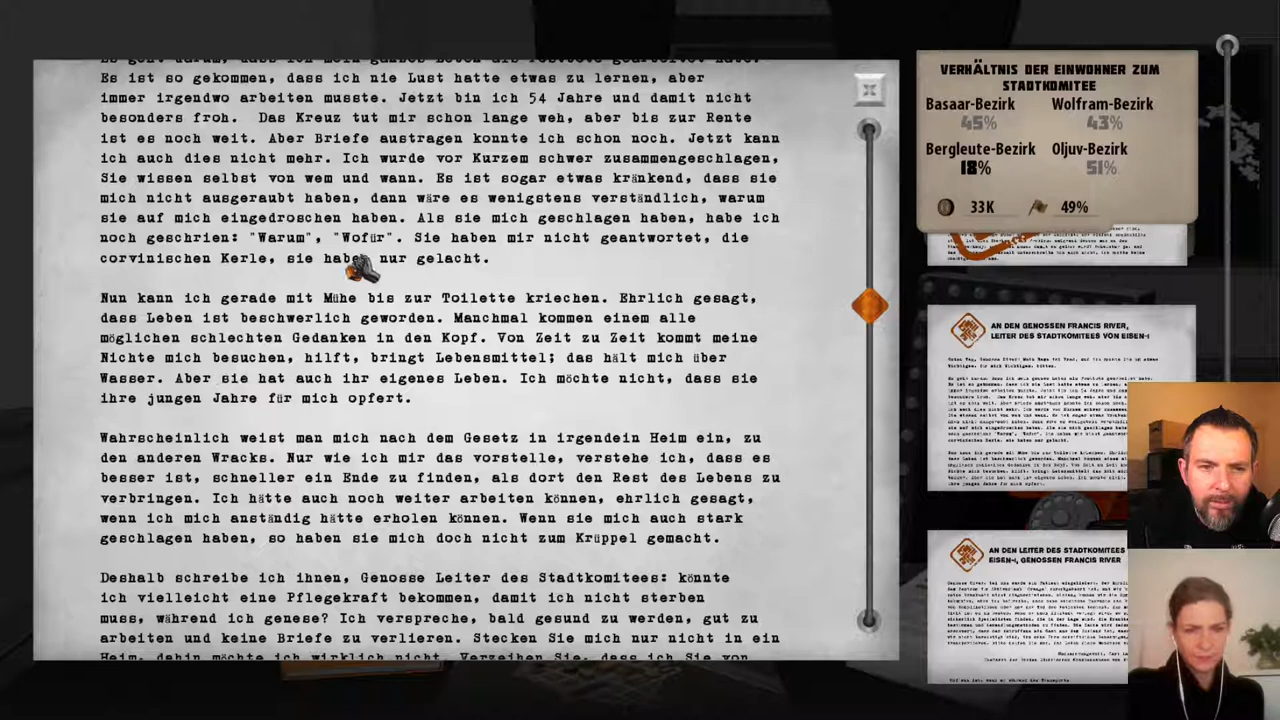 Es ist so gekommen, dass ich nie Lust hatte etwas zu lernen, aber
immer irgendwo arbeiten musste. Jetzt bin ich 54 Jahre und damit nicht
besonders froh. Das Kreuz tut mir schon lange weh, aber bis zur Rente
ist es noch weit. Aber Briefe austragen konnte ich schon noch. Jetzt kann
ich auch dies nicht mehr. Ich wurde vor Kurzem schwer zusammengeschlagen,
Sie wissen selbst von wem und wann. Es ist sogar etwas kränkend, dass sie
mich nicht ausgeraubt haben, dann wäre es wenigstens verständlich, warum
sie auf mich eingedroschen haben. Als sie mich geschlagen haben, habe ich
noch geschrien: "Warum", "Wofür". Sie haben mir nicht geantwortet, die
corvinischen Kerle, sie nur gelacht.
Nun kann ich gerade mit Mühe bis zur Toilette kriechen. Ehrlich gesagt,
dass Leben ist beschwerlich geworden. Manchmal kommen einem alle
möglichen schlechten Gedanken in den Kopf. Von Zeit zu Zeit kommt meine
Nichte mich besuchen, hilft, bringt Lebensmittel; das hält mich über
Wasser. Aber sie hat auch ihr eigenes Leben. Ich möchte nicht, dass sie
ihre jungen Jahre für mich opfert.
Wahrscheinlich weist man mich nach dem Gesetz in irgendein Heim ein, zu
den anderen Wracks. Nur wie ich mir das vorstelle, verstehe ich, dass es
besser ist, schneller ein Ende zu finden, als dort den Rest des Lebens zu
verbringen. Ich hätte auch noch weiter arbeiten können, ehrlich gesagt,
wenn ich mich anständig hätte erholen können. Wenn sie mich auch stark
geschlagen haben, so haben sie mich doch nicht zum Krüppel gemacht.
Deshalb schreibe ich ihnen, Genosse Leiter des Stadtkomitees: könnte
ich vielleicht eine Pflegekraft bekommen, damit ich nicht sterben
muss, während ich genese? Ich verspreche, bald gesund zu werden, gut zu
arbeiten und keine Briefe zu verlieren. Stecken Sie mich nur nicht in ein
Heim, dahin möchte ich wirklich nicht. Verzeihen Sie, dass ich Sie von
VERHÄLTNIS DER EINWOHNER ZUM
STADTKOMITEE
Basaar-Bezirk Wolfram-Bezirk
45% 43%
Bergleute-Bezirk Oljuv-Bezirk
18% 51%
33K 49%
AN DEN GENOSSEN FRANCIS RIVER,
LEITER DES STADTKOMITEES VON EISEN-1
AN DEN LEITER DES STADTKOMITEES
EISEN-1, GENOSSEN FRANCIS RIVER